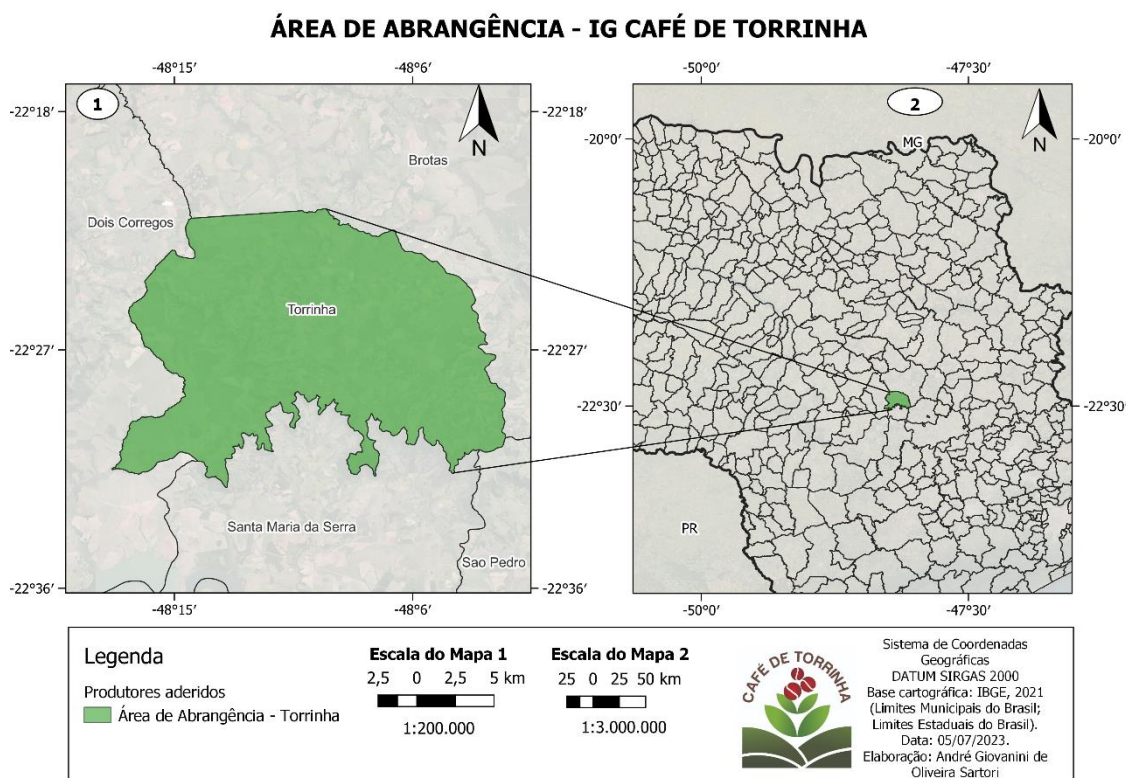 ÁREA DE ABRANGÊNCIA - IG CAFÉ DE TORRINHA
-48°15'
-48°6'
1
-22°18'
-22°18'
N
Brotas
Dois Corregos
Torrinha
-22°27'
-22°27'
Santa Maria da Serra
Sao Pedro
-22°36'
-22°36'
-48°15'
-48°6'
-50°0'
-47°30'
2
-20°0'
-20°0'
MG
N
-22°30'
-22°30'
PR
-50°0'
-47°30'
Legenda
Produtores aderidos
Área de Abrangência - Torrinha
Escala do Mapa 1
2,5 0 2,5 5 km
1:200.000
Escala do Mapa 2
25 0 25 50 km
1:3.000.000
CAFÉ DE TORRINHA
Sistema de Coordenadas
Geográficas
DATUM SIRGAS 2000
Base cartográfica: IBGE, 2021
(Limites Municipais do Brasil;
Limites Estaduais do Brasil).
Data: 05/07/2023.
Elaboração: André Giovanini de
Oliveira Sartori